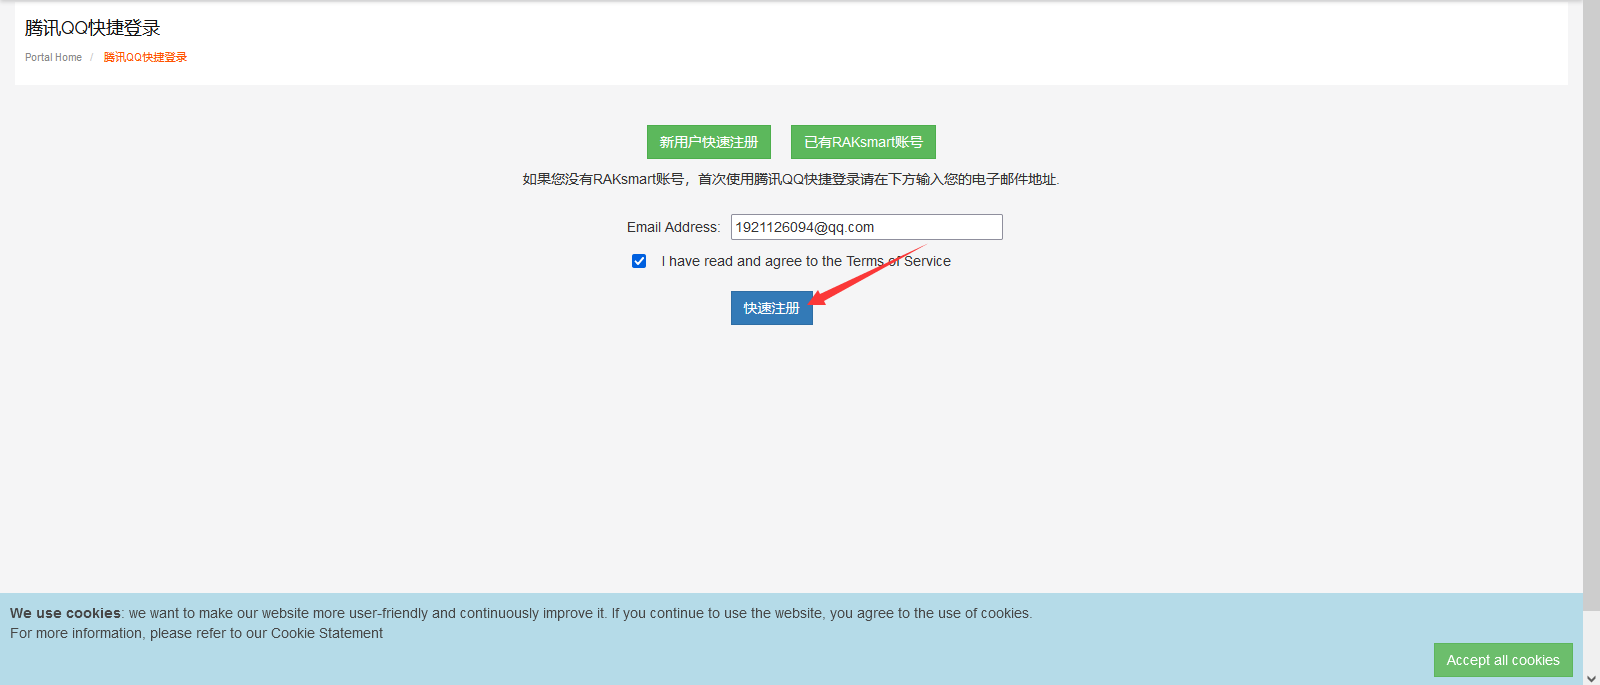 腾讯QQ快捷登录
Portal Home / 腾讯QQ快捷登录
新用户快速注册 已有RAKsmart账号
如果您没有RAKsmart账号，首次使用腾讯QQ快捷登录请在下方输入您的电子邮件地址.
Email Address: 1921126094@qq.com
I have read and agree to the Terms of Service
快速注册
We use cookies: we want to make our website more user-friendly and continuously improve it. If you continue to use the website, you agree to the use of cookies.
For more information, please refer to our Cookie Statement
Accept all cookies